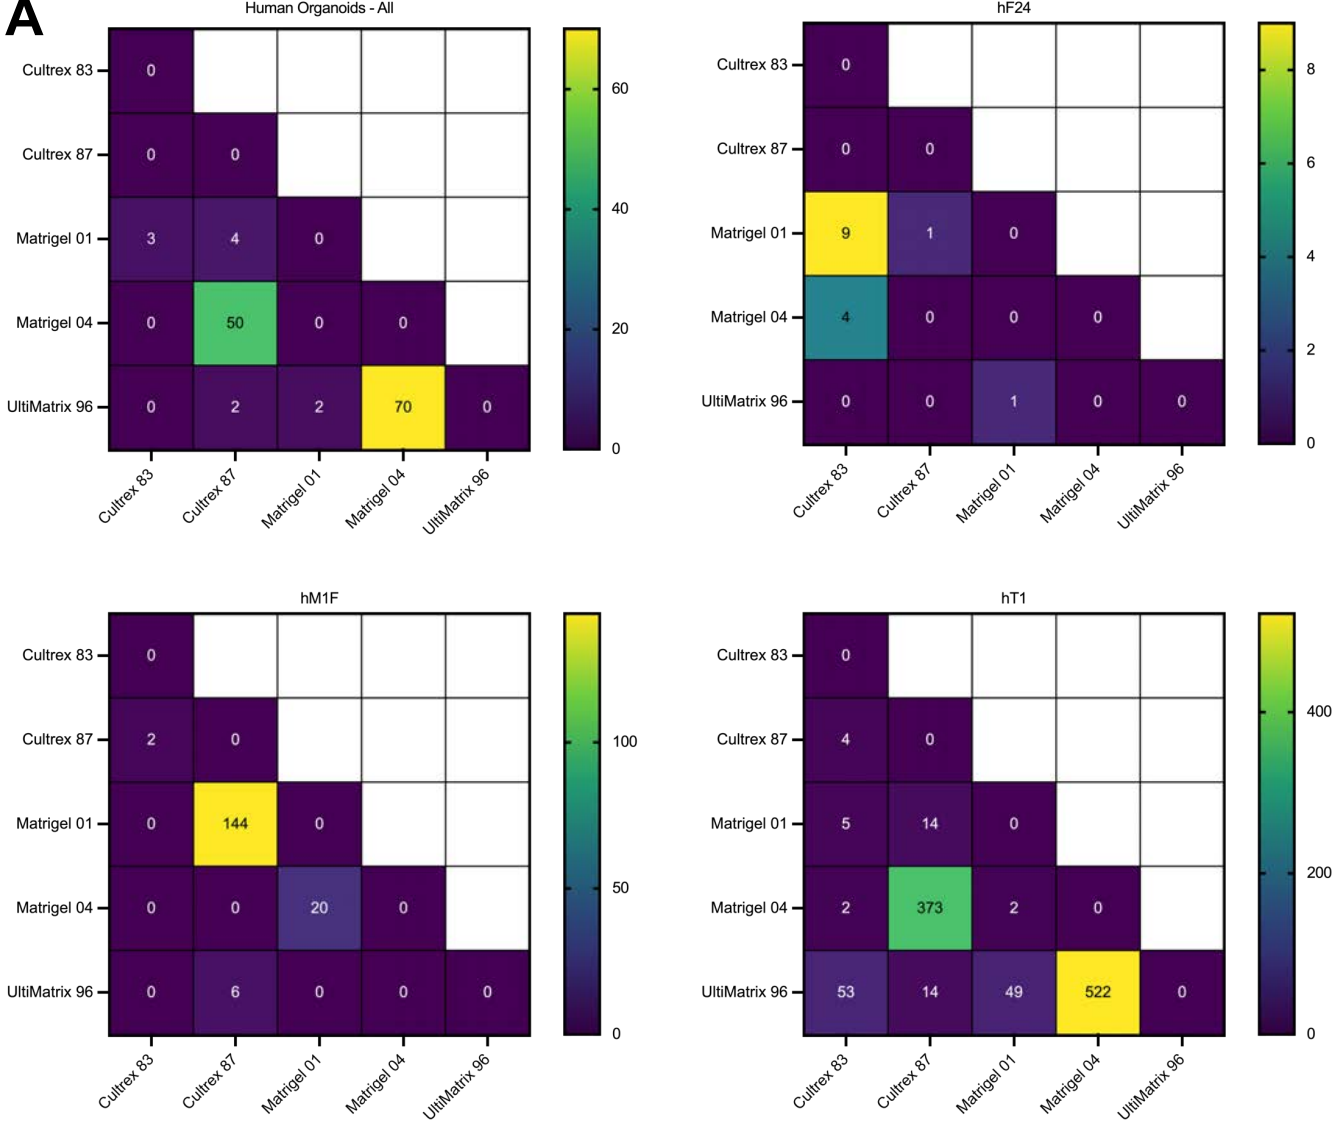 A
Human Organoids - All
Cultrex 83 0
Cultrex 87 0 0
Matrigel 01 3 4 0
Matrigel 04 0 50 0 0
UltiMatrix 96 0 2 2 70 0
Cultrex 83 Cultrex 87 Matrigel 01 Matrigel 04 UltiMatrix 96
60
40
20
0
hF24
Cultrex 83 0
Cultrex 87 0 0
Matrigel 01 9 1 0
Matrigel 04 4 0 0 0
UltiMatrix 96 0 0 1 0 0
Cultrex 83 Cultrex 87 Matrigel 01 Matrigel 04 UltiMatrix 96
8
6
4
2
0
hM1F
Cultrex 83 0
Cultrex 87 2 0
Matrigel 01 0 144 0
Matrigel 04 0 0 20 0
UltiMatrix 96 0 6 0 0 0
Cultrex 83 Cultrex 87 Matrigel 01 Matrigel 04 UltiMatrix 96
100
50
0
hT1
Cultrex 83 0
Cultrex 87 4 0
Matrigel 01 5 14 0
Matrigel 04 2 373 2 0
UltiMatrix 96 53 14 49 522 0
Cultrex 83 Cultrex 87 Matrigel 01 Matrigel 04 UltiMatrix 96
400
200
0